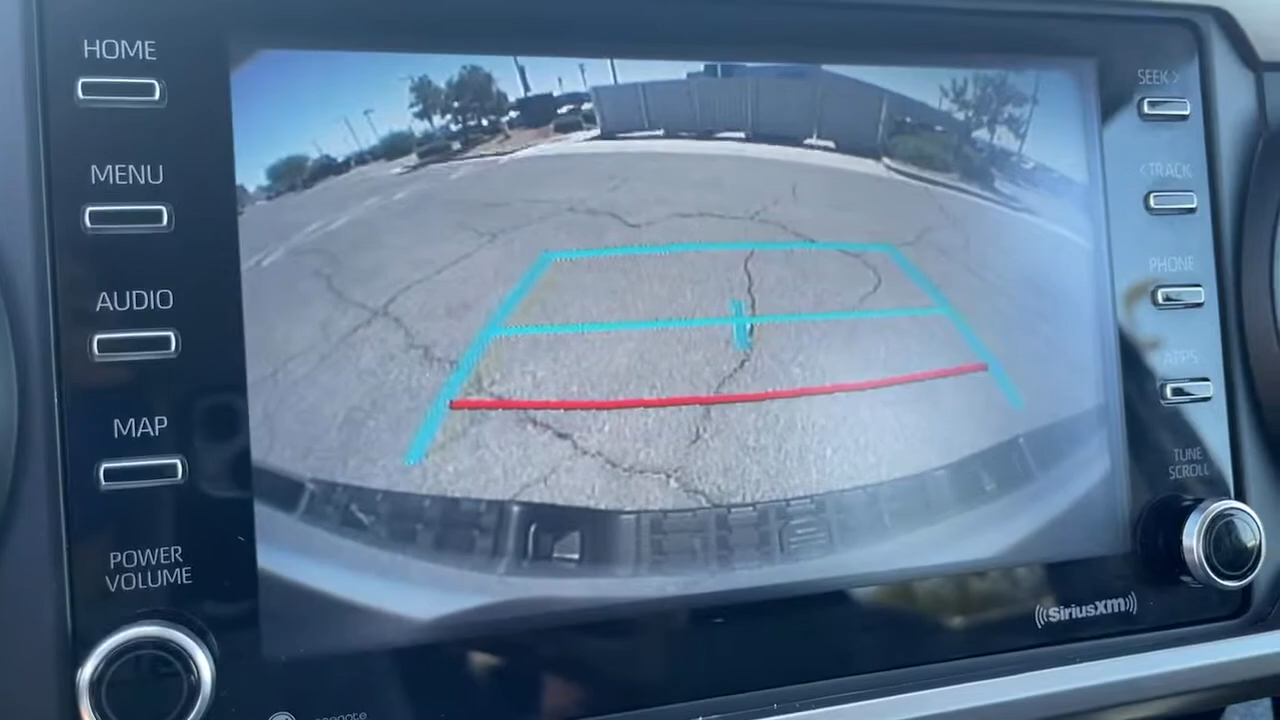 HOME
MENU
AUDIO
MAP
POWER
VOLUME
SEEK >
< TRACK
PHONE
APPS
TUNE
SCROLL
((SiriusXM))